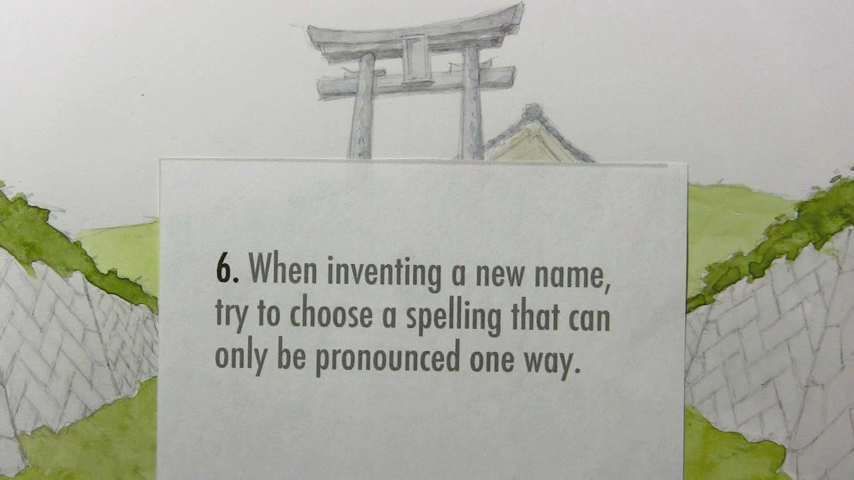 6. When inventing a new name,
try to choose a spelling that can
only be pronounced one way.